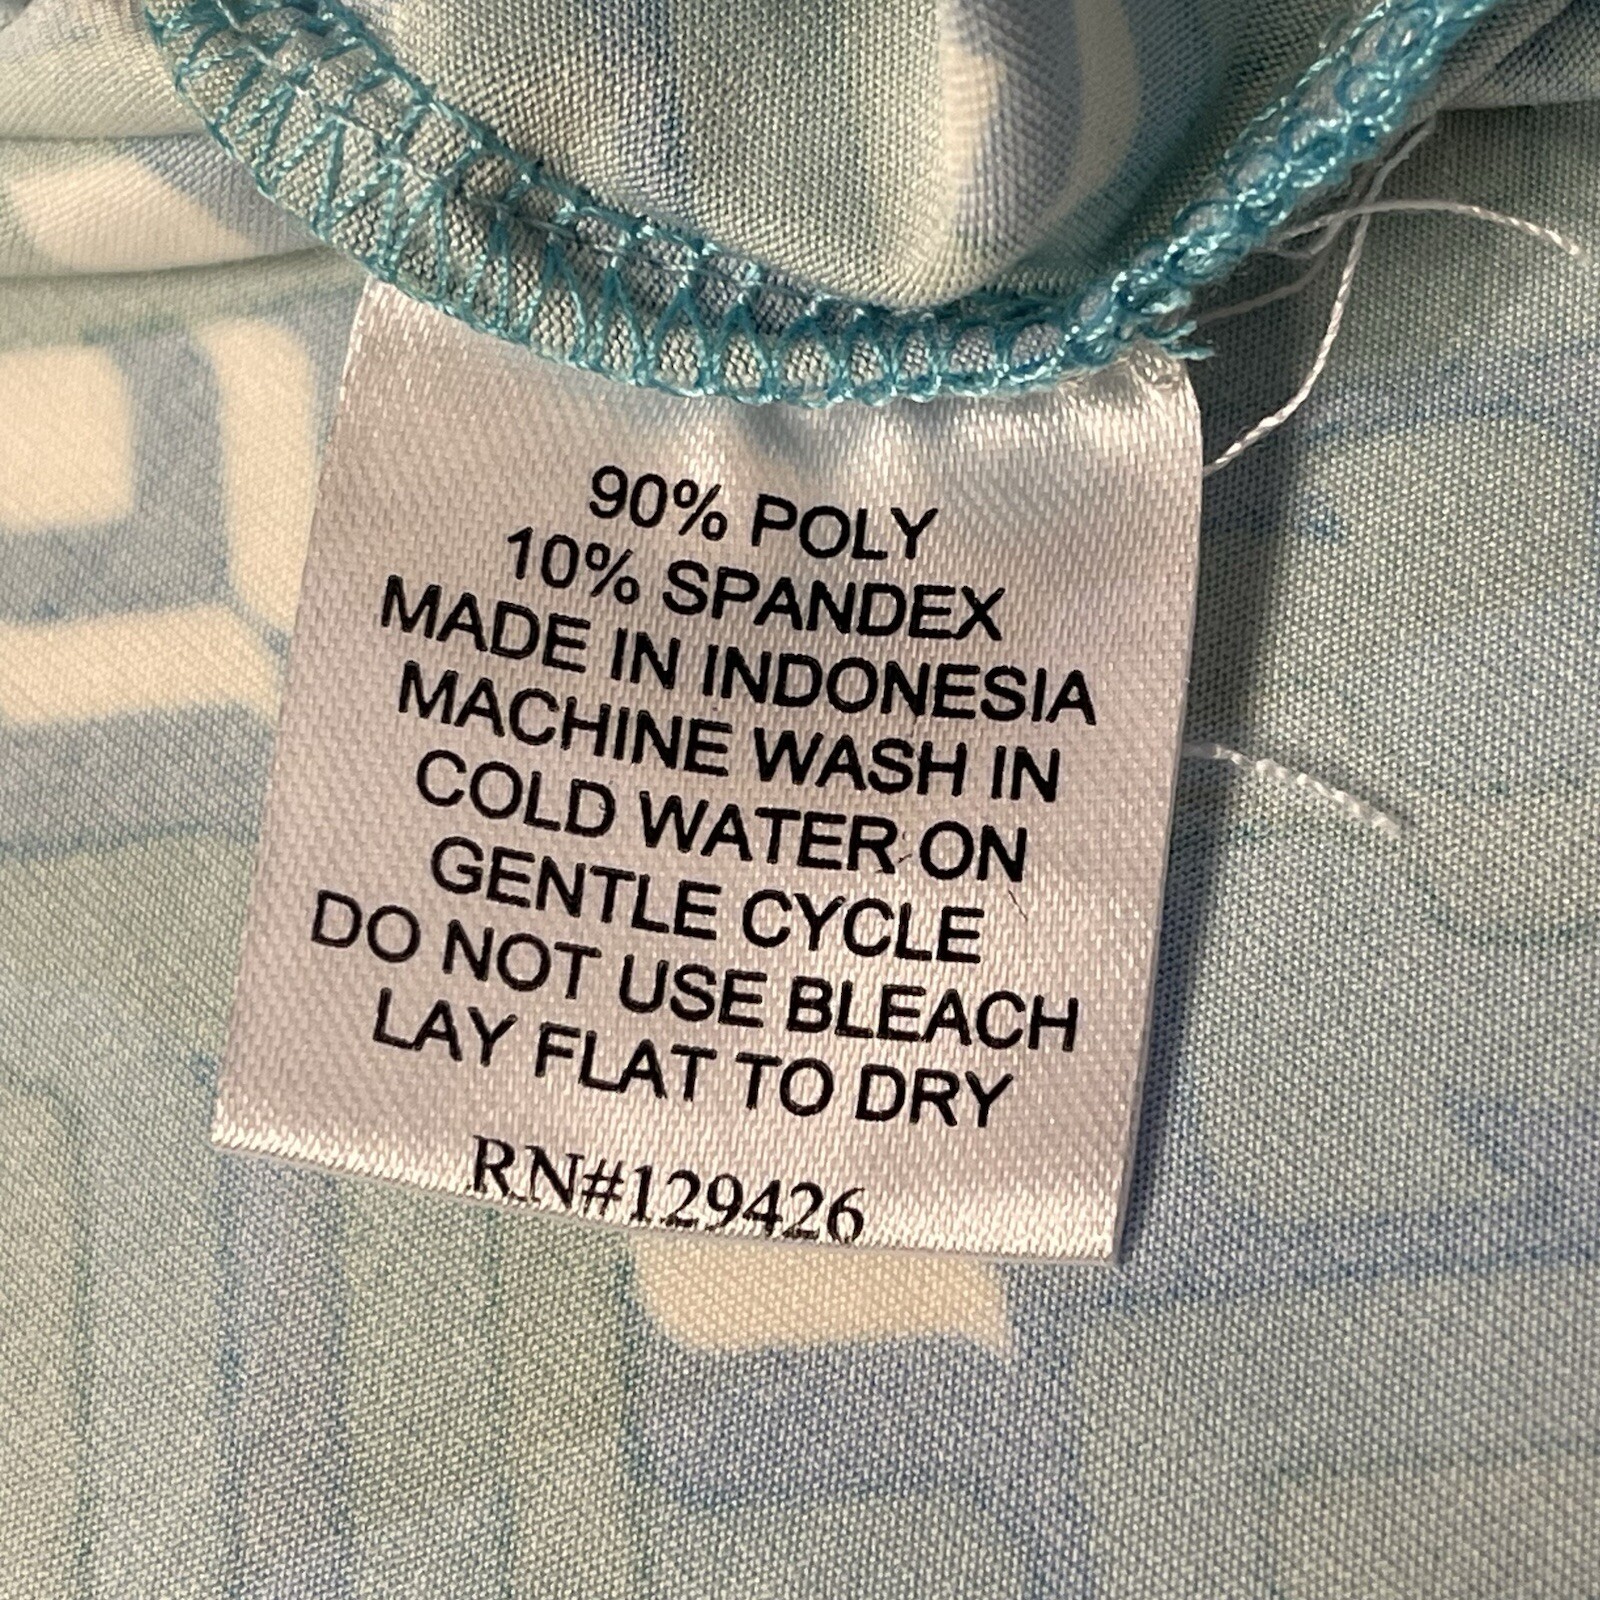 90% POLY
10% SPANDEX
MADE IN INDONESIA
MACHINE WASH IN
COLD WATER ON
GENTLE CYCLE
DO NOT USE BLEACH
LAY FLAT TO DRY
RN#129426